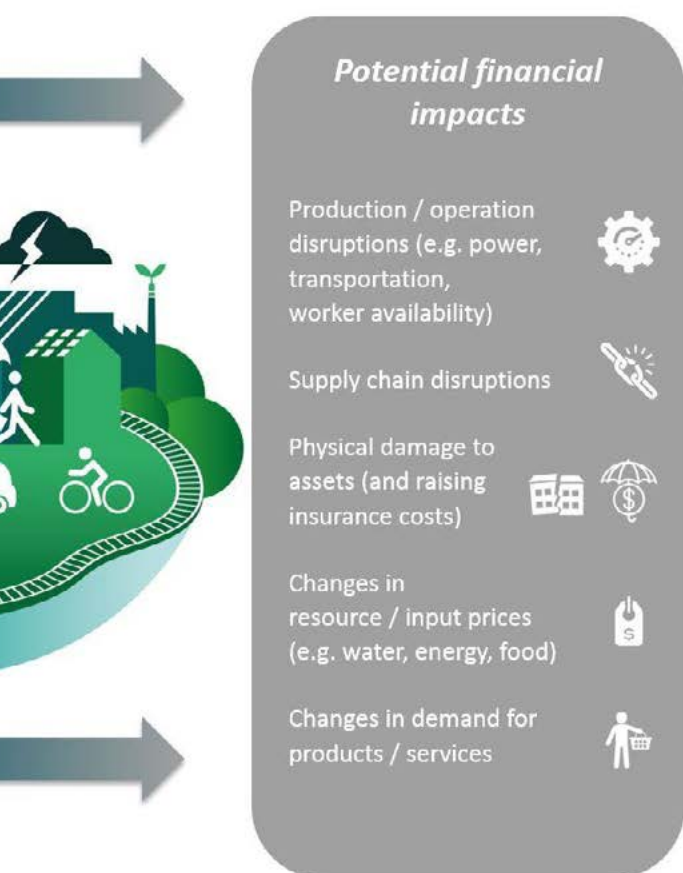 Potential financial
impacts
Production / operation
disruptions (e.g. power,
transportation,
worker availability)
Supply chain disruptions
Physical damage to
assets (and raising
insurance costs)
$
Changes in
resource / input prices
(e.g. water, energy, food)
$
Changes in demand for
products / services